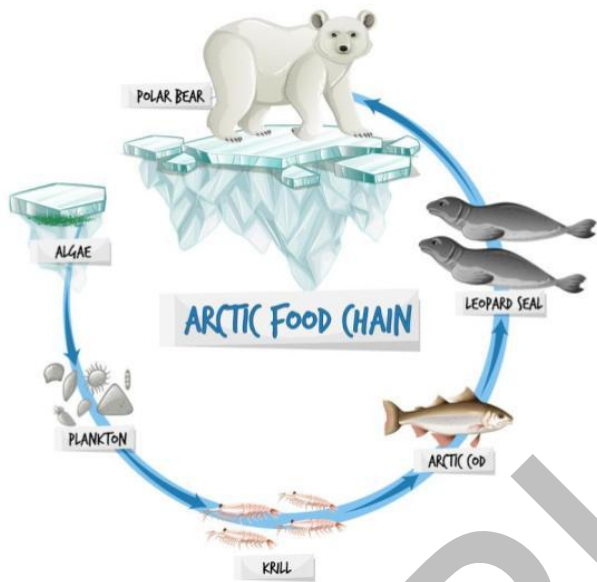 POLAR BEAR
ALGAE
ARCTIC FOOD CHAIN
LEOPARD SEAL
PLANKTON
ARCTIC COD
KRILL